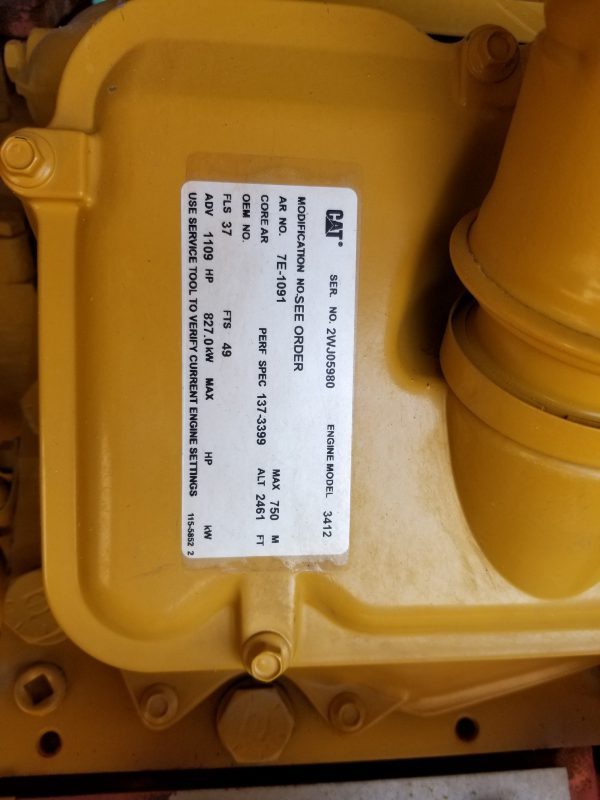 CAT® SER. NO. 2WJ05980 ENGINE MODEL 3412
MODIFICATION NO.SEE ORDER
AR NO. 7E-1091 MAX 750 M
CORE AR PERF SPEC 137-3399 ALT 2461 FT
OEM NO.
FLS 37 FTS 49
ADV 1109 HP 827.0 kW MAX HP kW
USE SERVICE TOOL TO VERIFY CURRENT ENGINE SETTINGS 115-5852 2